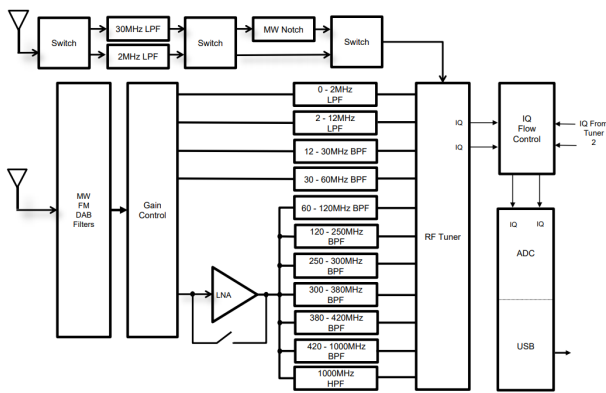 Switch
30MHz LPF
2MHz LPF
Switch
MW Notch
Switch
MW
FM
DAB
Filters
Gain
Control
LNA
0 - 2MHz
LPF
2 - 12MHz
LPF
12 - 30MHz BPF
30 - 60MHz BPF
60 - 120MHz BPF
120 - 250MHz
BPF
250 - 300MHz
BPF
300 - 380MHz
BPF
380 - 420MHz
BPF
420 - 1000MHz
BPF
1000MHz
HPF
RF Tuner
IQ
IQ
IQ
Flow
Control
IQ From
Tuner
2
IQ IQ
ADC
USB